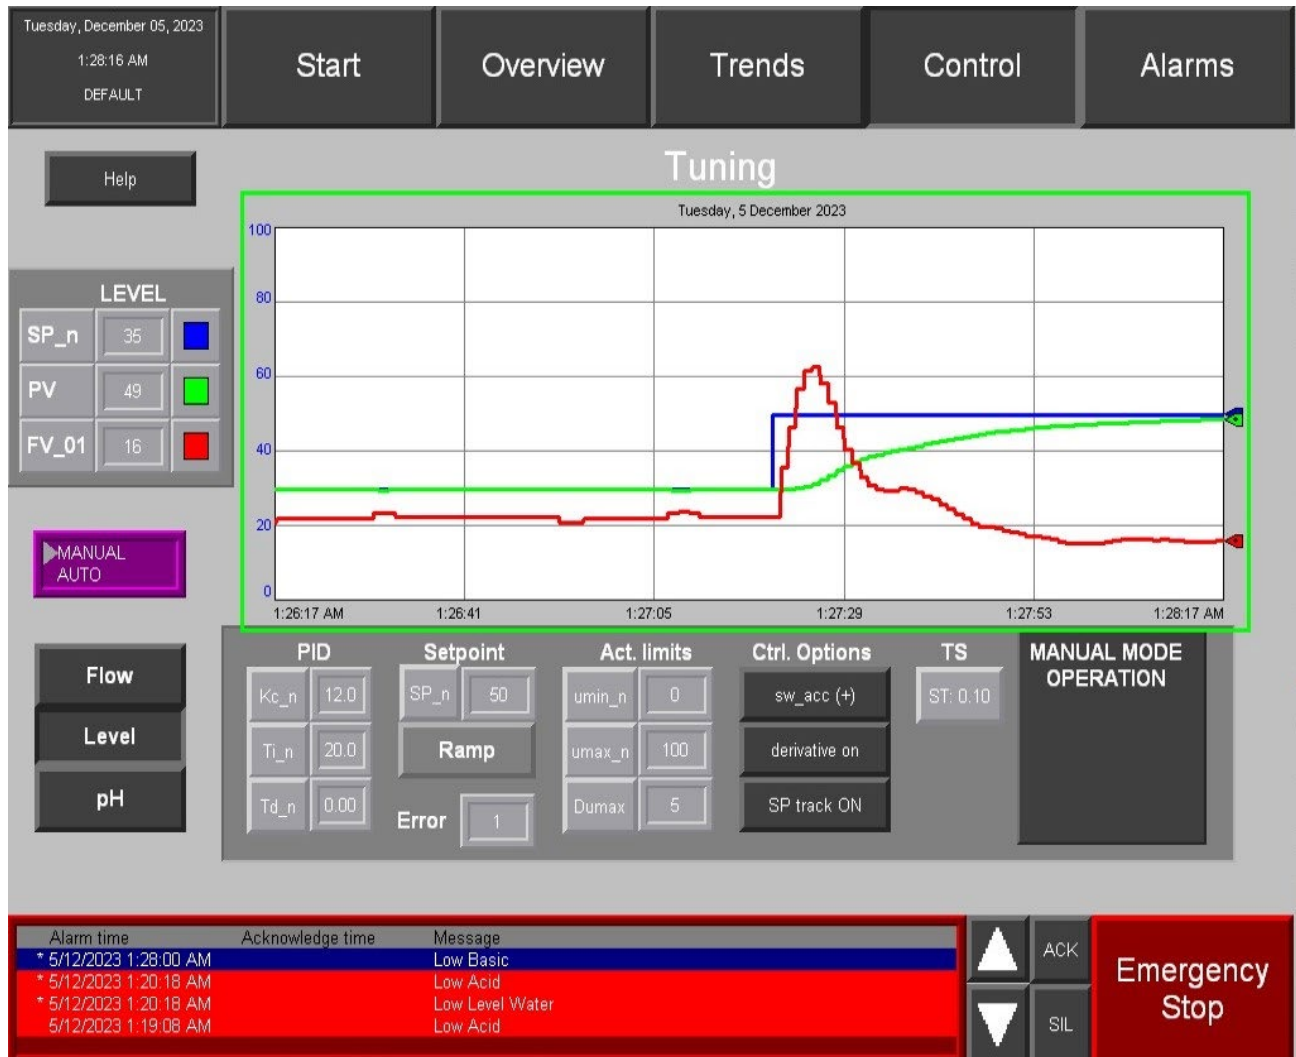 Tuesday, December 05, 2023
1:28:16 AM
DEFAULT
Start
Overview
Trends
Control
Alarms
Help
Tuning
Tuesday, 5 December 2023
100
80
60
40
20
0
1:26:17 AM
1:26:41
1:27:05
1:27:29
1:27:53
1:28:17 AM
LEVEL
SP_n 35
PV 49
FV_01 16
MANUAL
AUTO
Flow
Level
pH
PID
Kc_n 12.0
Ti_n 20.0
Td_n 0.00
Setpoint
SP_n 50
Ramp
Error 1
Act. limits
umin_n 0
umax_n 100
Dumax 5
Ctrl. Options
sw_acc (+)
derivative on
SP track ON
TS
ST: 0.10
MANUAL MODE
OPERATION
Alarm time Acknowledge time Message
* 5/12/2023 1:28:00 AM Low Basic
* 5/12/2023 1:20:18 AM Low Acid
* 5/12/2023 1:20:18 AM Low Level Water
5/12/2023 1:19:08 AM Low Acid
ACK
SIL
Emergency
Stop